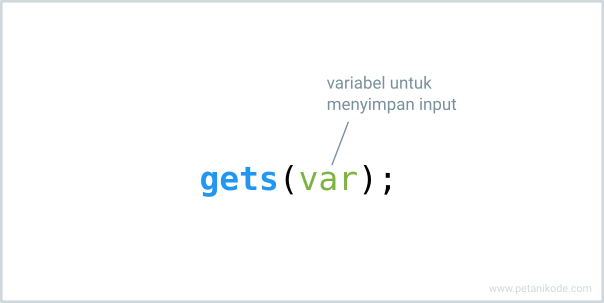 variabel untuk
menyimpan input
gets(var);
www.petanikode.com